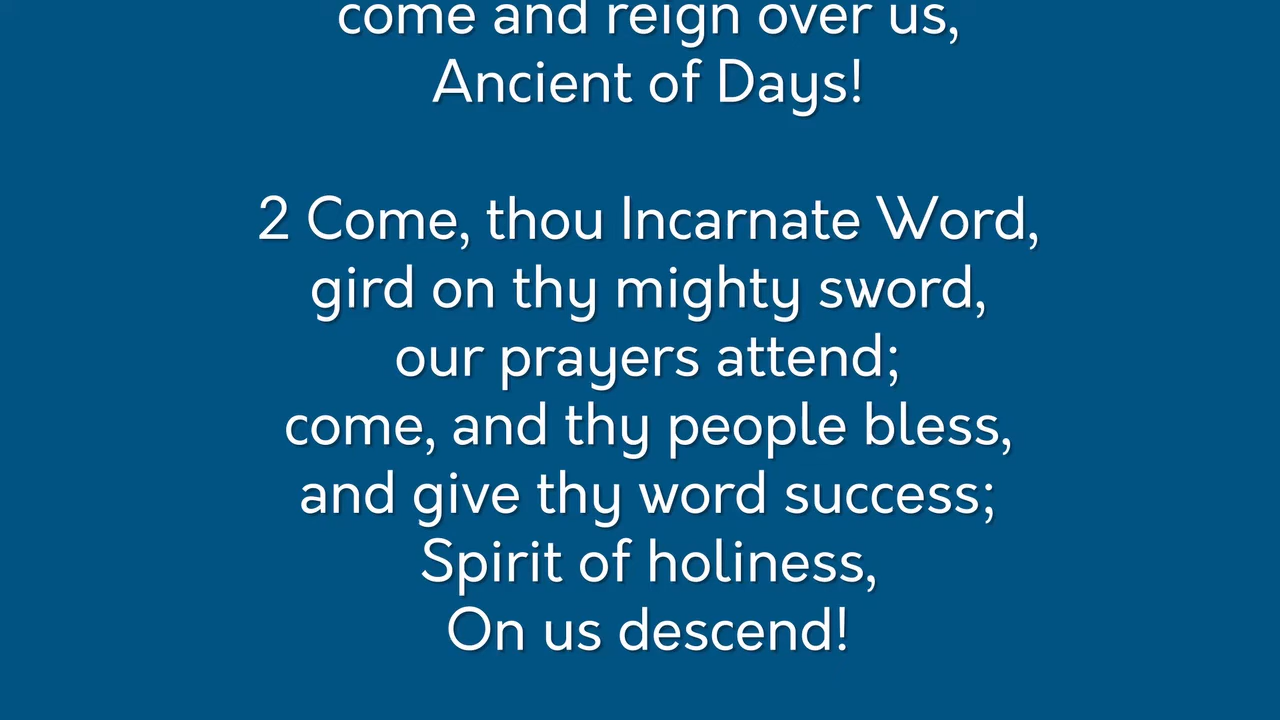 come and reign over us,
Ancient of Days!
2 Come, thou Incarnate Word,
gird on thy mighty sword,
our prayers attend;
come, and thy people bless,
and give thy word success;
Spirit of holiness,
On us descend!